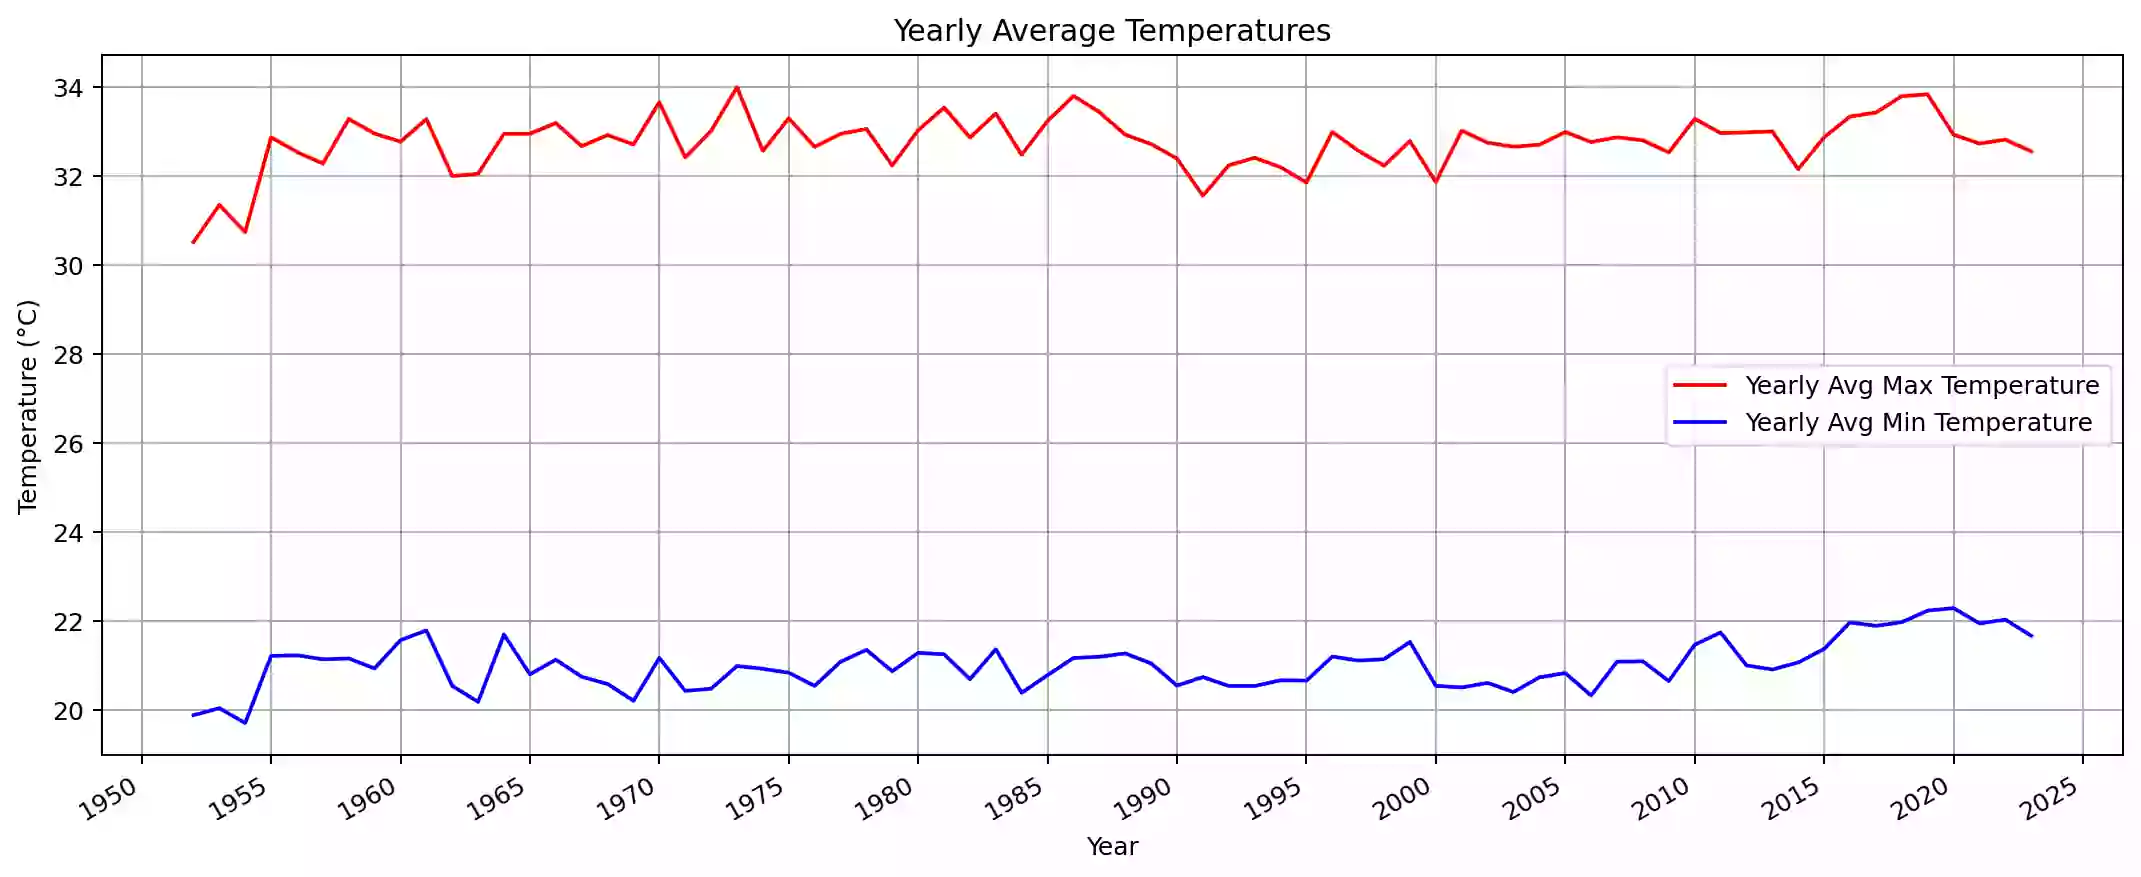 Yearly Average Temperatures
34
32
30
28
26
24
22
20
Temperature (°C)
Yearly Avg Max Temperature
Yearly Avg Min Temperature
1950 1955 1960 1965 1970 1975 1980 1985 1990 1995 2000 2005 2010 2015 2020 2025
Year